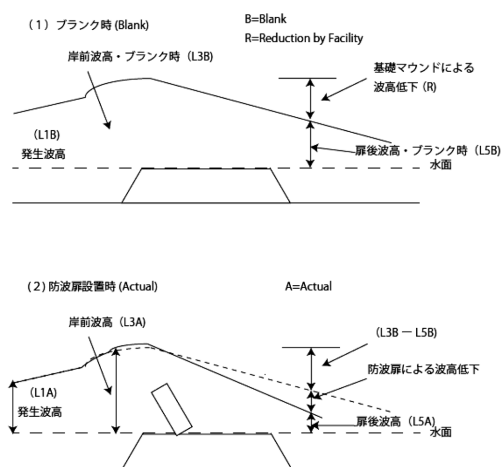 (1) ブランク時 (Blank)
B=Blank
R=Reduction by Facility
岸前波高・ブランク時 (L3B)
基礎マウンドによる
波高低下 (R)
(L1B)
発生波高
扉後波高・ブランク時 (L5B)
水面
(2) 防波扉設置時 (Actual)
A=Actual
岸前波高 (L3A)
(L3B － L5B)
防波扉による波高低下
(L1A)
発生波高
扉後波高 (L5A)
水面